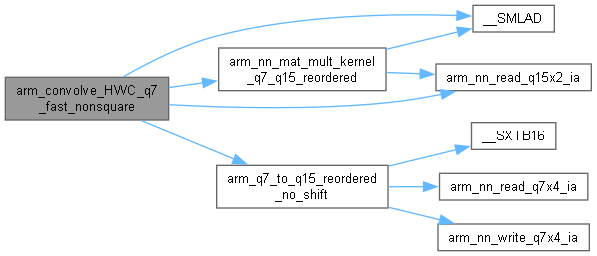 arm_convolve_HWC_q7
_fast_nonsquare
arm_nn_mat_mult_kernel
_q7_q15_reordered
__SMLAD
arm_nn_read_q15x2_ia
arm_q7_to_q15_reordered
_no_shift
__SXTB16
arm_nn_read_q7x4_ia
arm_nn_write_q7x4_ia